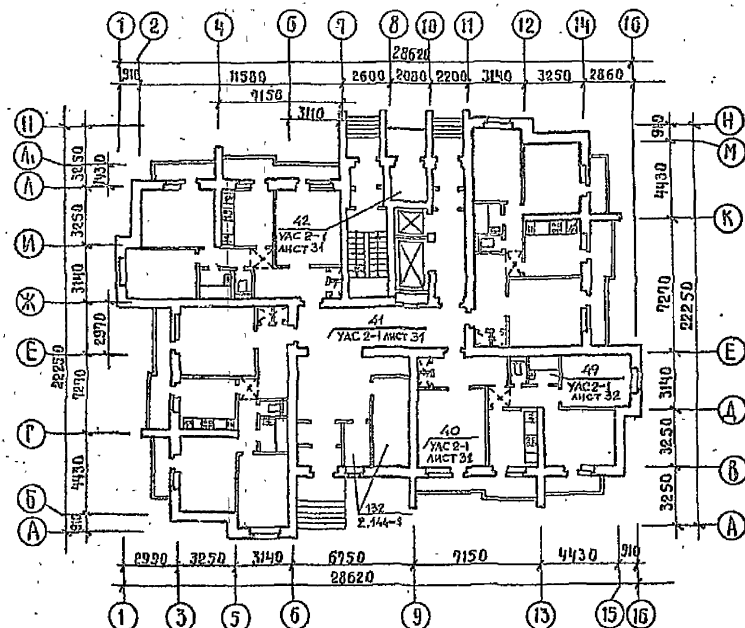 1 2 4 6 7 8 10 11 12 14 16
28620
910 11580 2600 2080 2200 3140 3250 2860
7150
3110
П Н
910
Л₁ М
3250 1430 4430
Л К
3250
И
3140 7270 22250
Ж
42
УАС 2-1
ЛИСТ 31
41
УАС 2-1 ЛИСТ 31
2970
Е Е
22250 7270 3140
49
УАС 2-1
ЛИСТ 32
Д
Г
40
УАС 2-1
ЛИСТ 31
3250
В
4430 3250
132
2.144-
Б
А А
910
2990 3250 3140 6750 7150 4430 910
28620
1 3 5 6 9 13 15 16